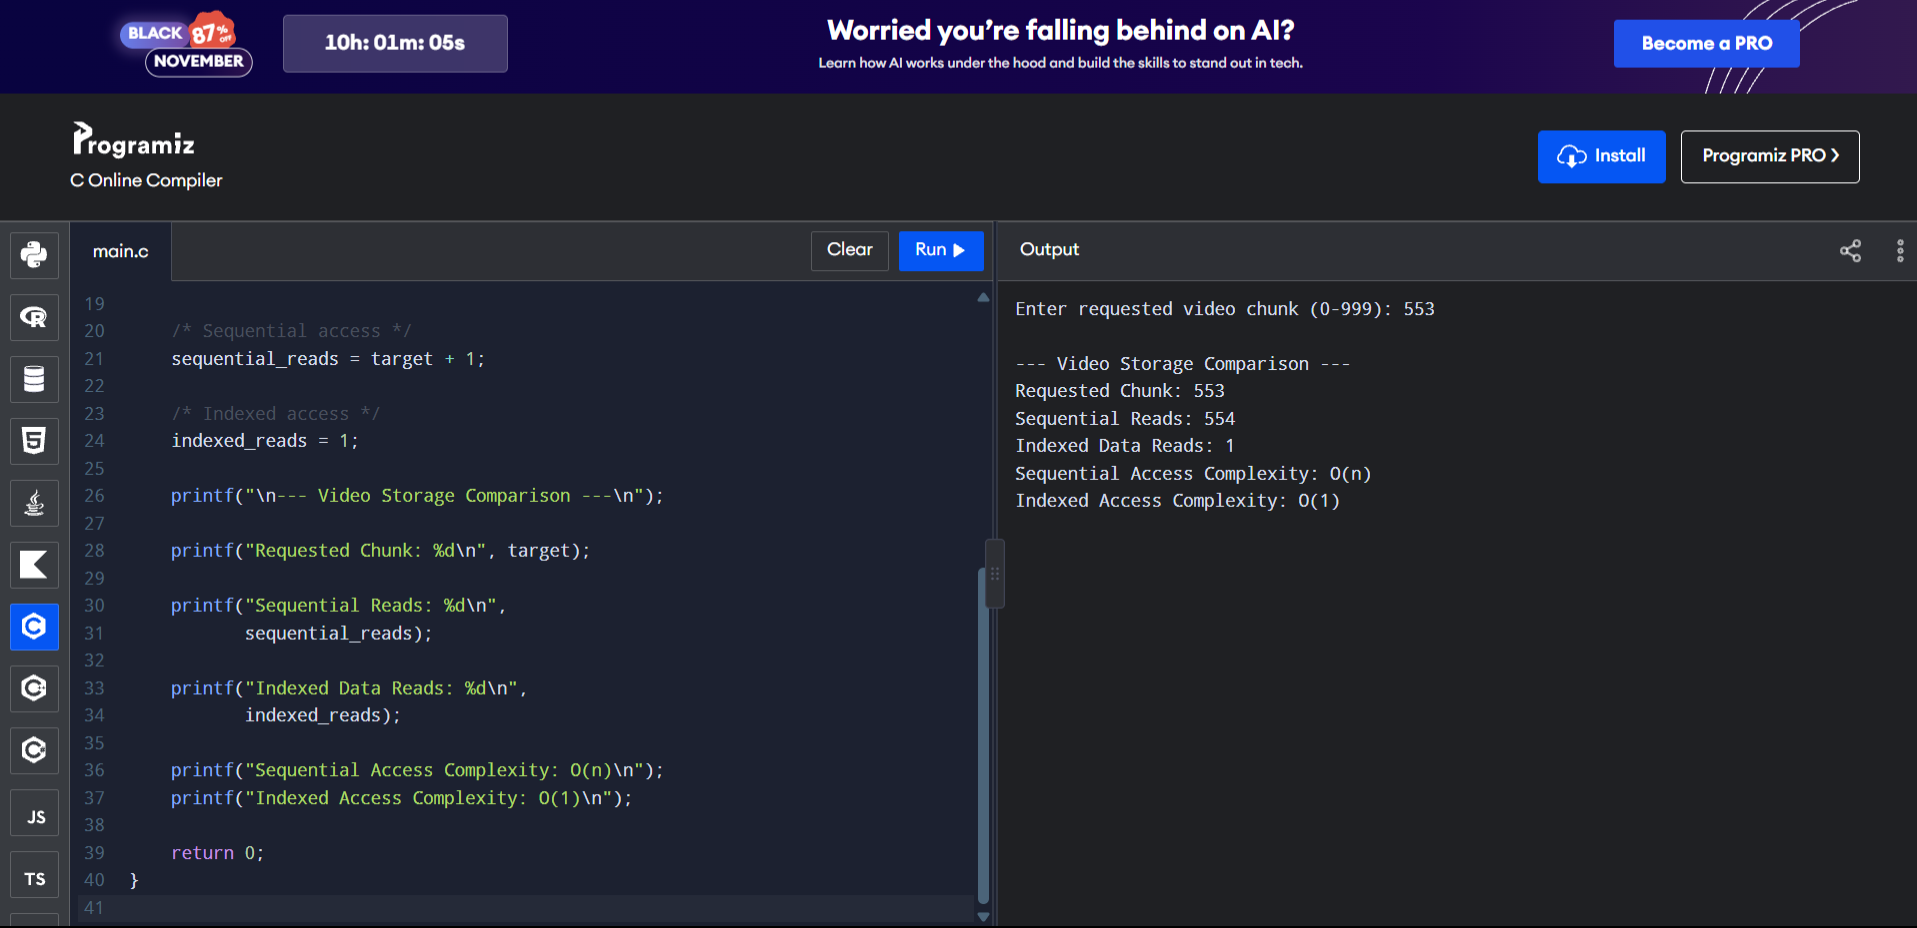 BLACK 87% OFF
NOVEMBER
10h: 01m: 05s
Worried you're falling behind on AI?
Learn how AI works under the hood and build the skills to stand out in tech.
Become a PRO
Programiz
C Online Compiler
Install
Programiz PRO ›
main.c
Clear
Run
Output
19
20 /* Sequential access */
21 sequential_reads = target + 1;
22
23 /* Indexed access */
24 indexed_reads = 1;
25
26 printf("\n--- Video Storage Comparison ---\n");
27
28 printf("Requested Chunk: %d\n", target);
29
30 printf("Sequential Reads: %d\n",
31 sequential_reads);
32
33 printf("Indexed Data Reads: %d\n",
34 indexed_reads);
35
36 printf("Sequential Access Complexity: O(n)\n");
37 printf("Indexed Access Complexity: O(1)\n");
38
39 return 0;
40 }
41
Enter requested video chunk (0-999): 553
--- Video Storage Comparison ---
Requested Chunk: 553
Sequential Reads: 554
Indexed Data Reads: 1
Sequential Access Complexity: O(n)
Indexed Access Complexity: O(1)
R
5
C
C
C
JS
TS